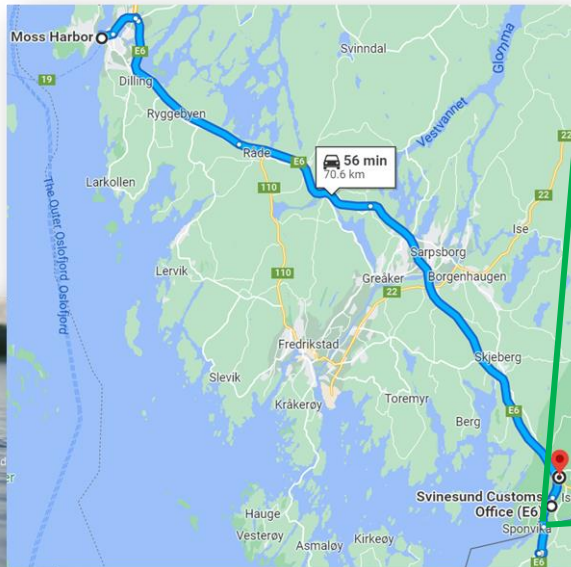 Moss Harbor
E6
Svinndal
Glomma
19
Dilling
Ryggebyen
Vestvannet
22
Råde
E6
56 min
70.6 km
Larkollen
110
22
Ise
The Outer Oslofjord
Oslofjord
Sarpsborg
Lervik
110
Greåker
Borgenhaugen
22
Fredrikstad
Skjeberg
Slevik
Toremyr
Kråkerøy
Berg
E6
Svinesund Customs
Office (E6)
Hauge
Sponvika
Vesterøy
Kirkeøy
Asmaløy
E6